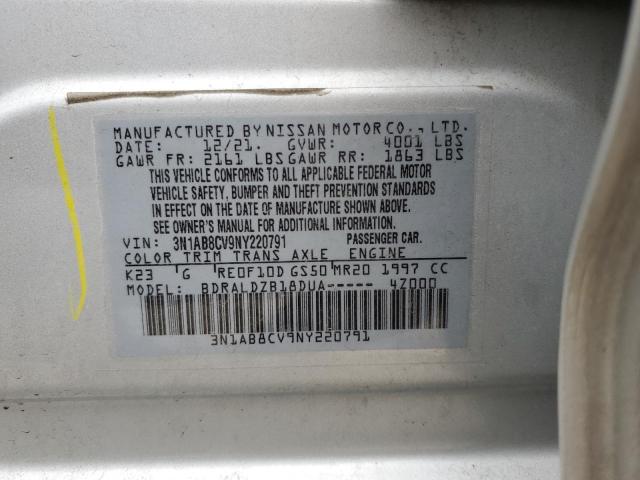 MANUFACTURED BY NISSAN MOTOR CO., LTD.
DATE: 12/21. GVWR: 4001 LBS
GAWR FR: 2161 LBS GAWR RR: 1863 LBS
THIS VEHICLE CONFORMS TO ALL APPLICABLE FEDERAL MOTOR
VEHICLE SAFETY, BUMPER AND THEFT PREVENTION STANDARDS
IN EFFECT ON THE DATE OF MANUFACTURE SHOWN ABOVE.
SEE OWNER'S MANUAL FOR ADDITIONAL INFORMATION.
VIN: 3N1AB8CV9NY220791 PASSENGER CAR.
COLOR TRIM TRANS AXLE ENGINE
K23 G RE0F10D GS50 MR20 1997 CC
MODEL: BDRALDZB18DUA----- 4Z000
3N1AB8CV9NY220791